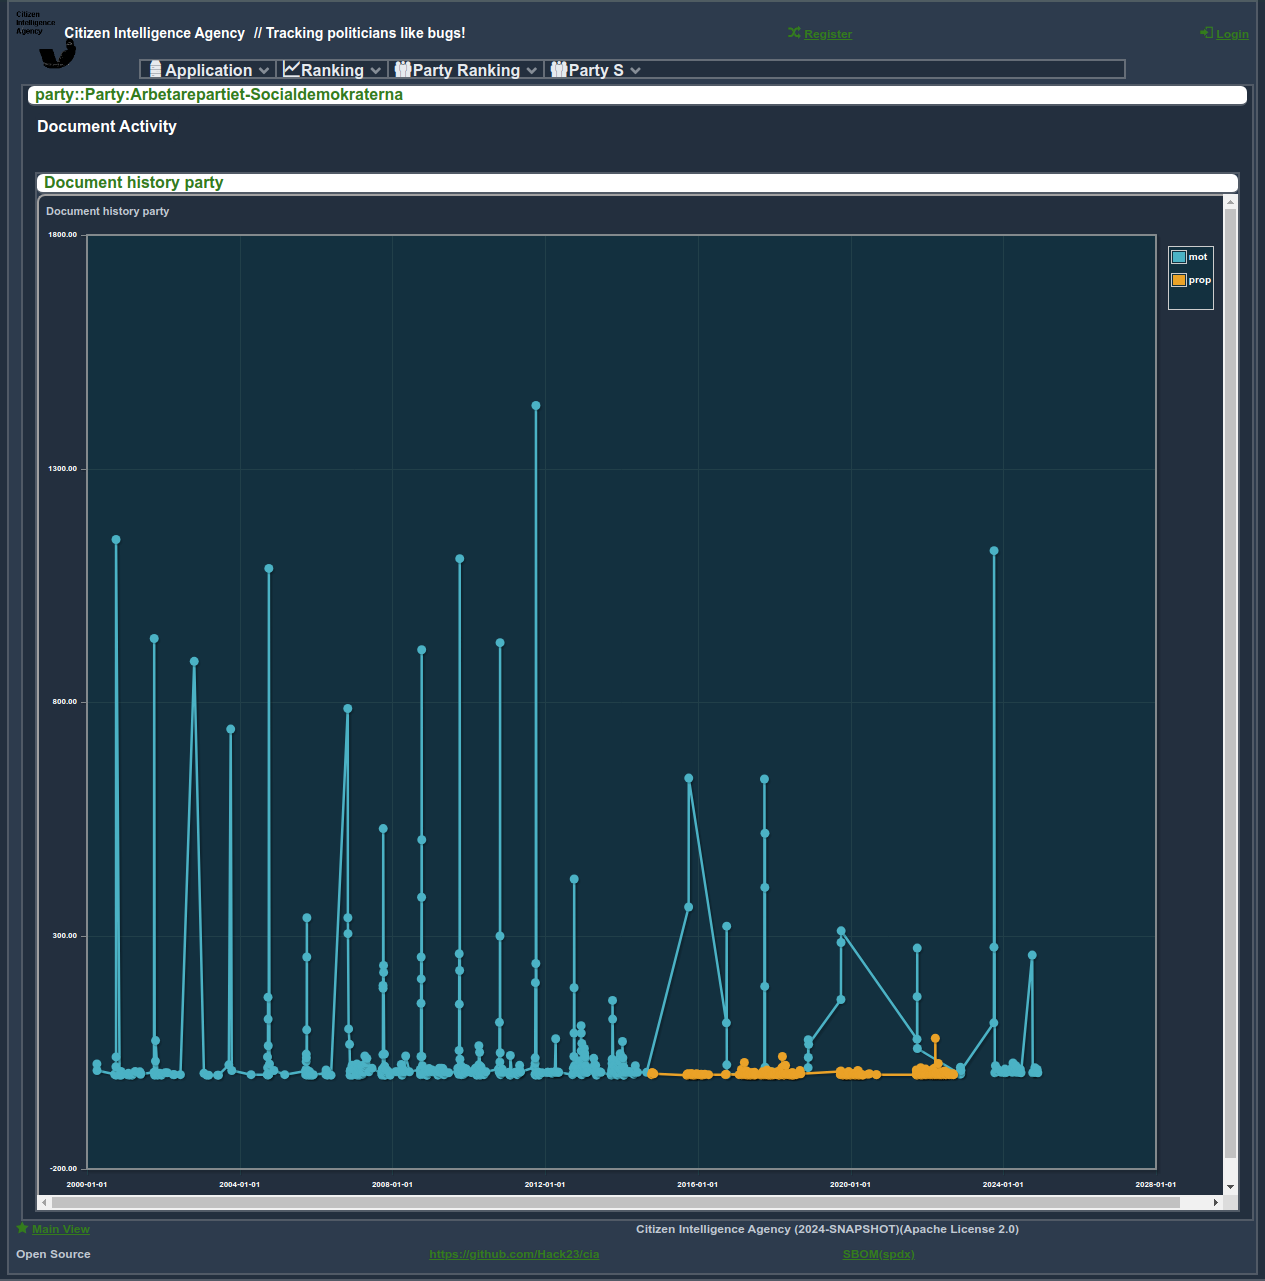 Citizen
Intelligence
Agency
Citizen Intelligence Agency // Tracking politicians like bugs!
Register
Login
Application
Ranking
Party Ranking
Party S
party::Party:Arbetarepartiet-Socialdemokraterna
Document Activity
Document history party
Document history party
1800.00
1300.00
800.00
300.00
-200.00
mot
prop
2000-01-01 2004-01-01 2008-01-01 2012-01-01 2016-01-01 2020-01-01 2024-01-01 2028-01-01
Main View
Citizen Intelligence Agency (2024-SNAPSHOT)(Apache License 2.0)
Open Source
https://github.com/Hack23/cia
SBOM(spdx)